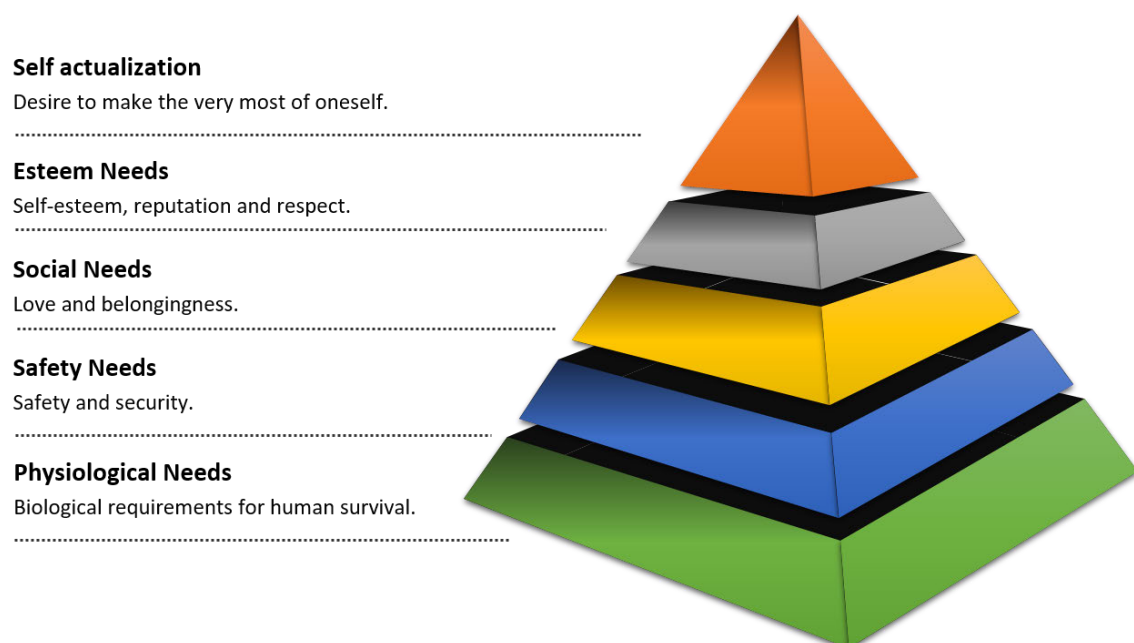 Self actualization
Desire to make the very most of oneself.
Esteem Needs
Self-esteem, reputation and respect.
Social Needs
Love and belongingness.
Safety Needs
Safety and security.
Physiological Needs
Biological requirements for human survival.